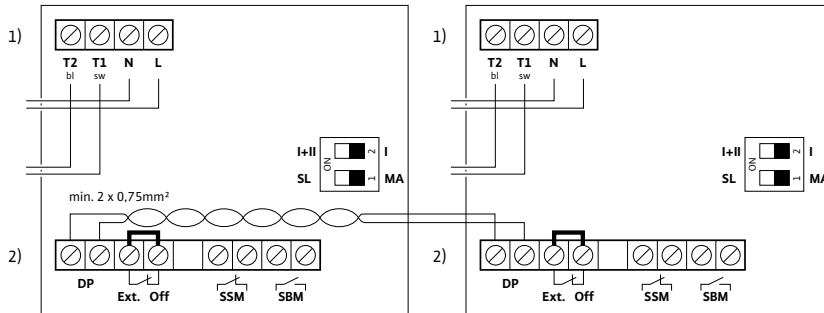 1)
T2 T1 N L
bl sw
I+II ON 2 I
SL 1 MA
min. 2 x 0,75mm²
2)
DP Ext. Off SSM SBM
1)
T2 T1 N L
bl sw
I+II ON 2 I
SL 1 MA
2)
DP Ext. Off SSM SBM